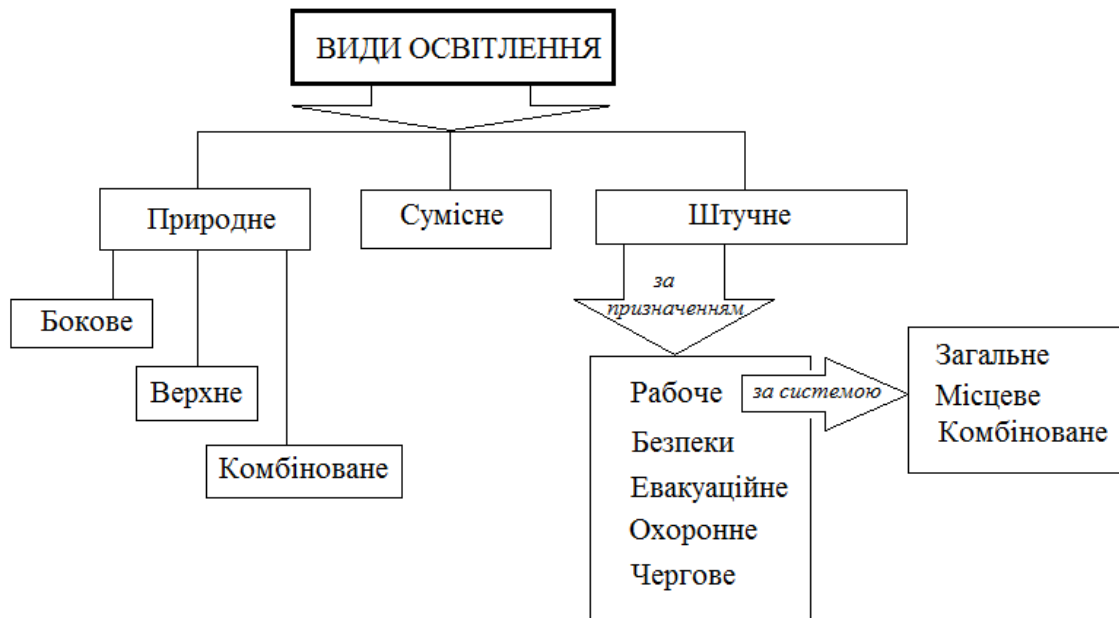 ВИДИ ОСВІТЛЕННЯ
Природне
Сумісне
Штучне
Бокове
Верхнє
Комбіноване
за
призначенням
Рабоче
Безпеки
Евакуаційне
Охоронне
Чергове
за системою
Загальне
Місцеве
Комбіноване